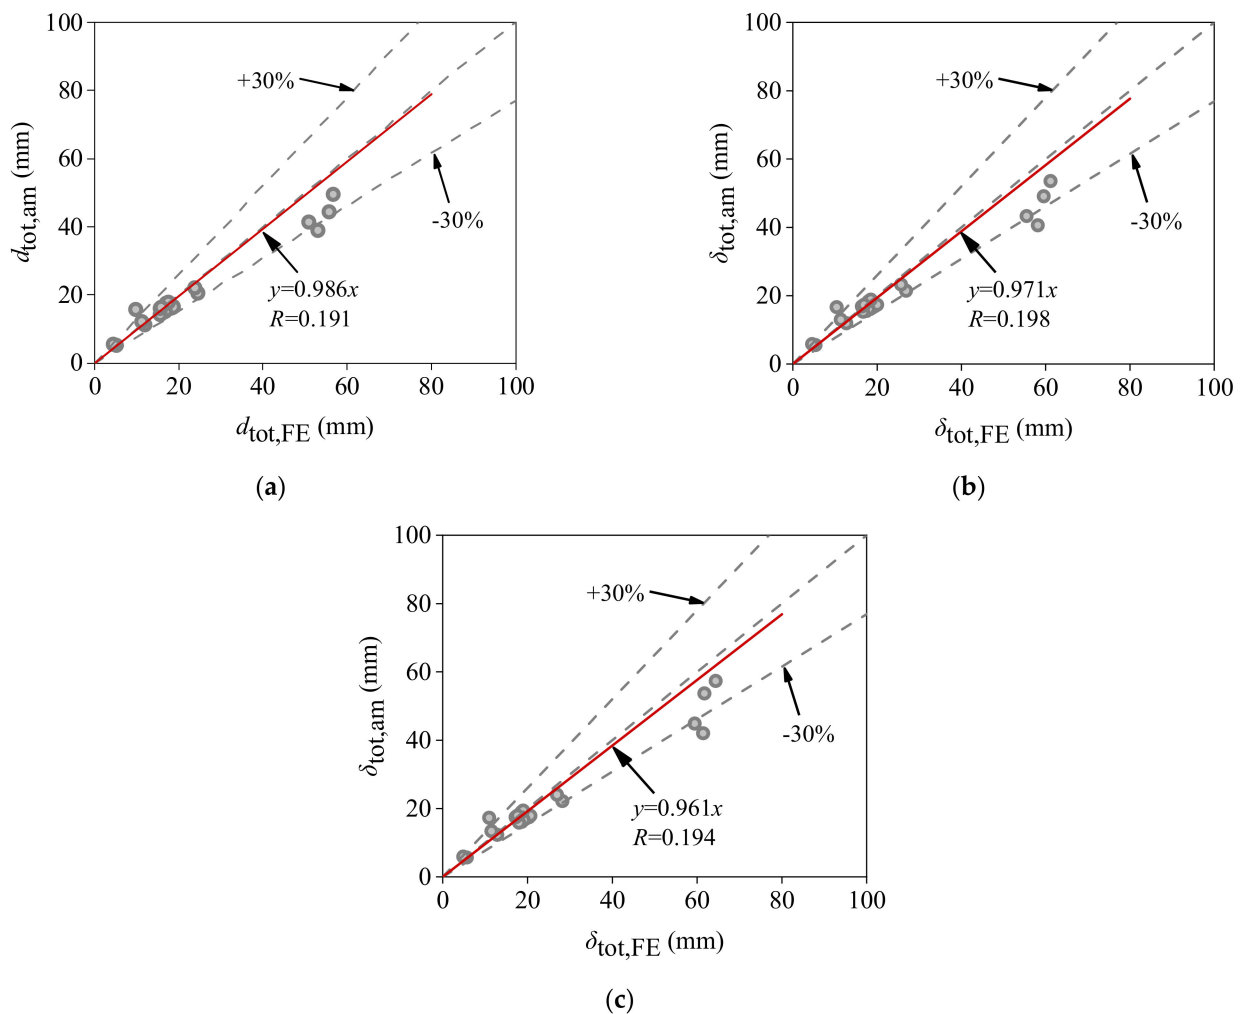 100
80
60
40
20
0
0 20 40 60 80 100
d_tot,am (mm)
d_tot,FE (mm)
+30%
-30%
y=0.986x
R=0.191
(a)
100
80
60
40
20
0
0 20 40 60 80 100
δ_tot,am (mm)
δ_tot,FE (mm)
+30%
-30%
y=0.971x
R=0.198
(b)
100
80
60
40
20
0
0 20 40 60 80 100
δ_tot,am (mm)
δ_tot,FE (mm)
+30%
-30%
y=0.961x
R=0.194
(c)